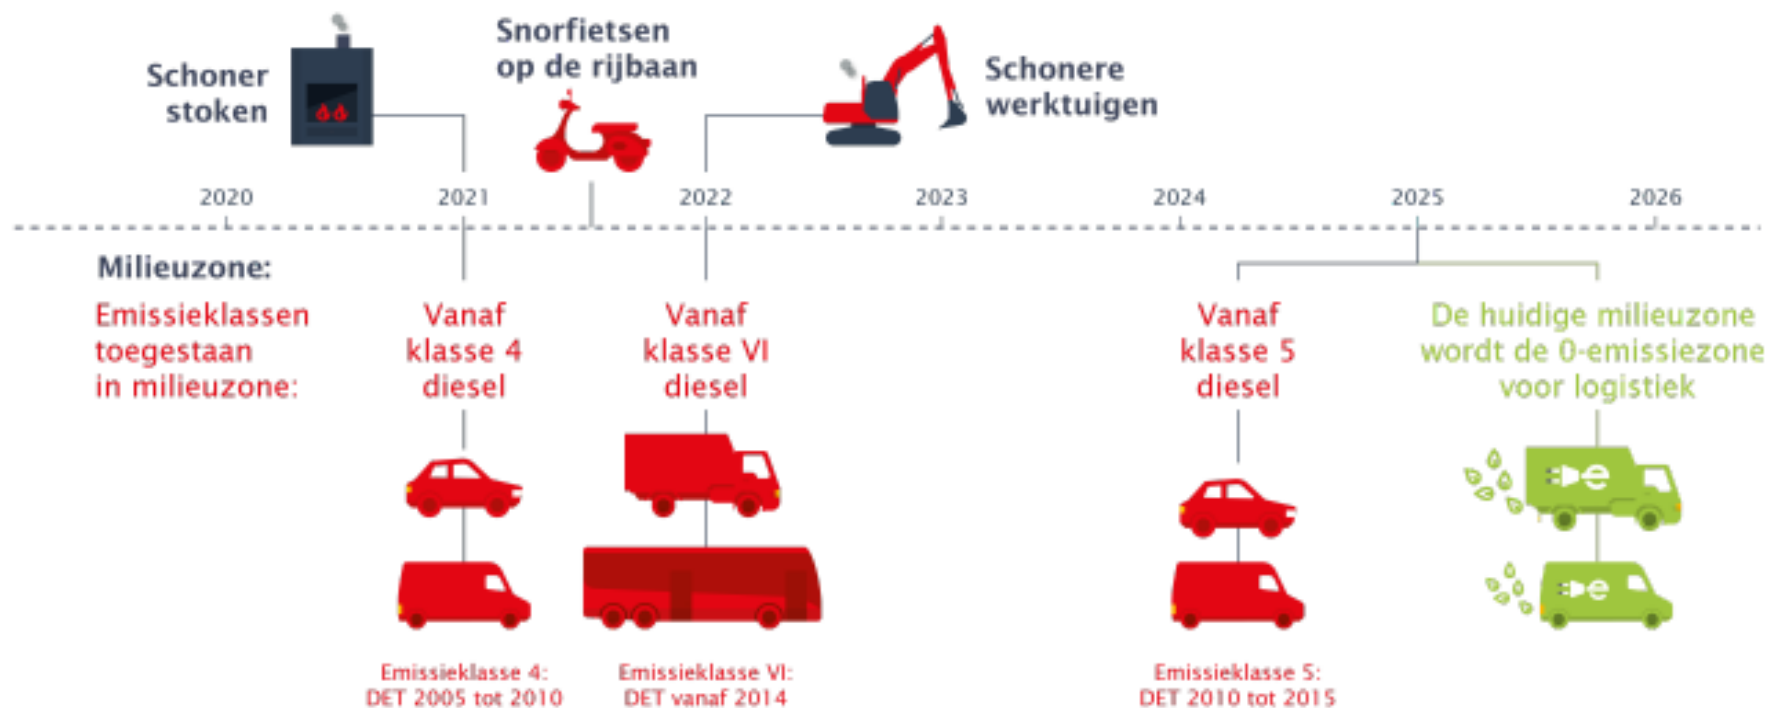 Schoner
stoken
Snorfietsen
op de rijbaan
Schonere
werktuigen
2020
2021
2022
2023
2024
2025
2026
Milieuzone:
Emissieklassen
toegestaan
in milieuzone:
Vanaf
klasse 4
diesel
Vanaf
klasse VI
diesel
Vanaf
klasse 5
diesel
De huidige milieuzone
wordt de 0-emissiezone
voor logistiek
e
e
Emissieklasse 4:
DET 2005 tot 2010
Emissieklasse VI:
DET vanaf 2014
Emissieklasse 5:
DET 2010 tot 2015